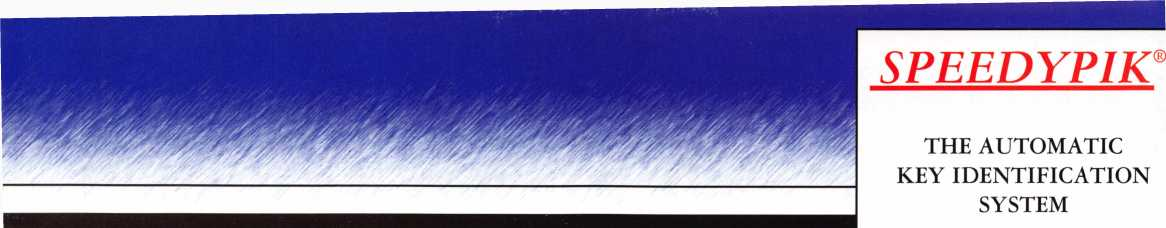 SPEEDYPIK®
THE AUTOMATIC
KEY IDENTIFICATION
SYSTEM